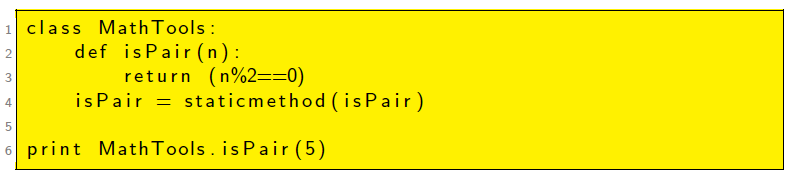 1 class MathTools:
2     def isPair(n):
3         return (n%2==0)
4     isPair = staticmethod(isPair)
5
6 print MathTools.isPair(5)